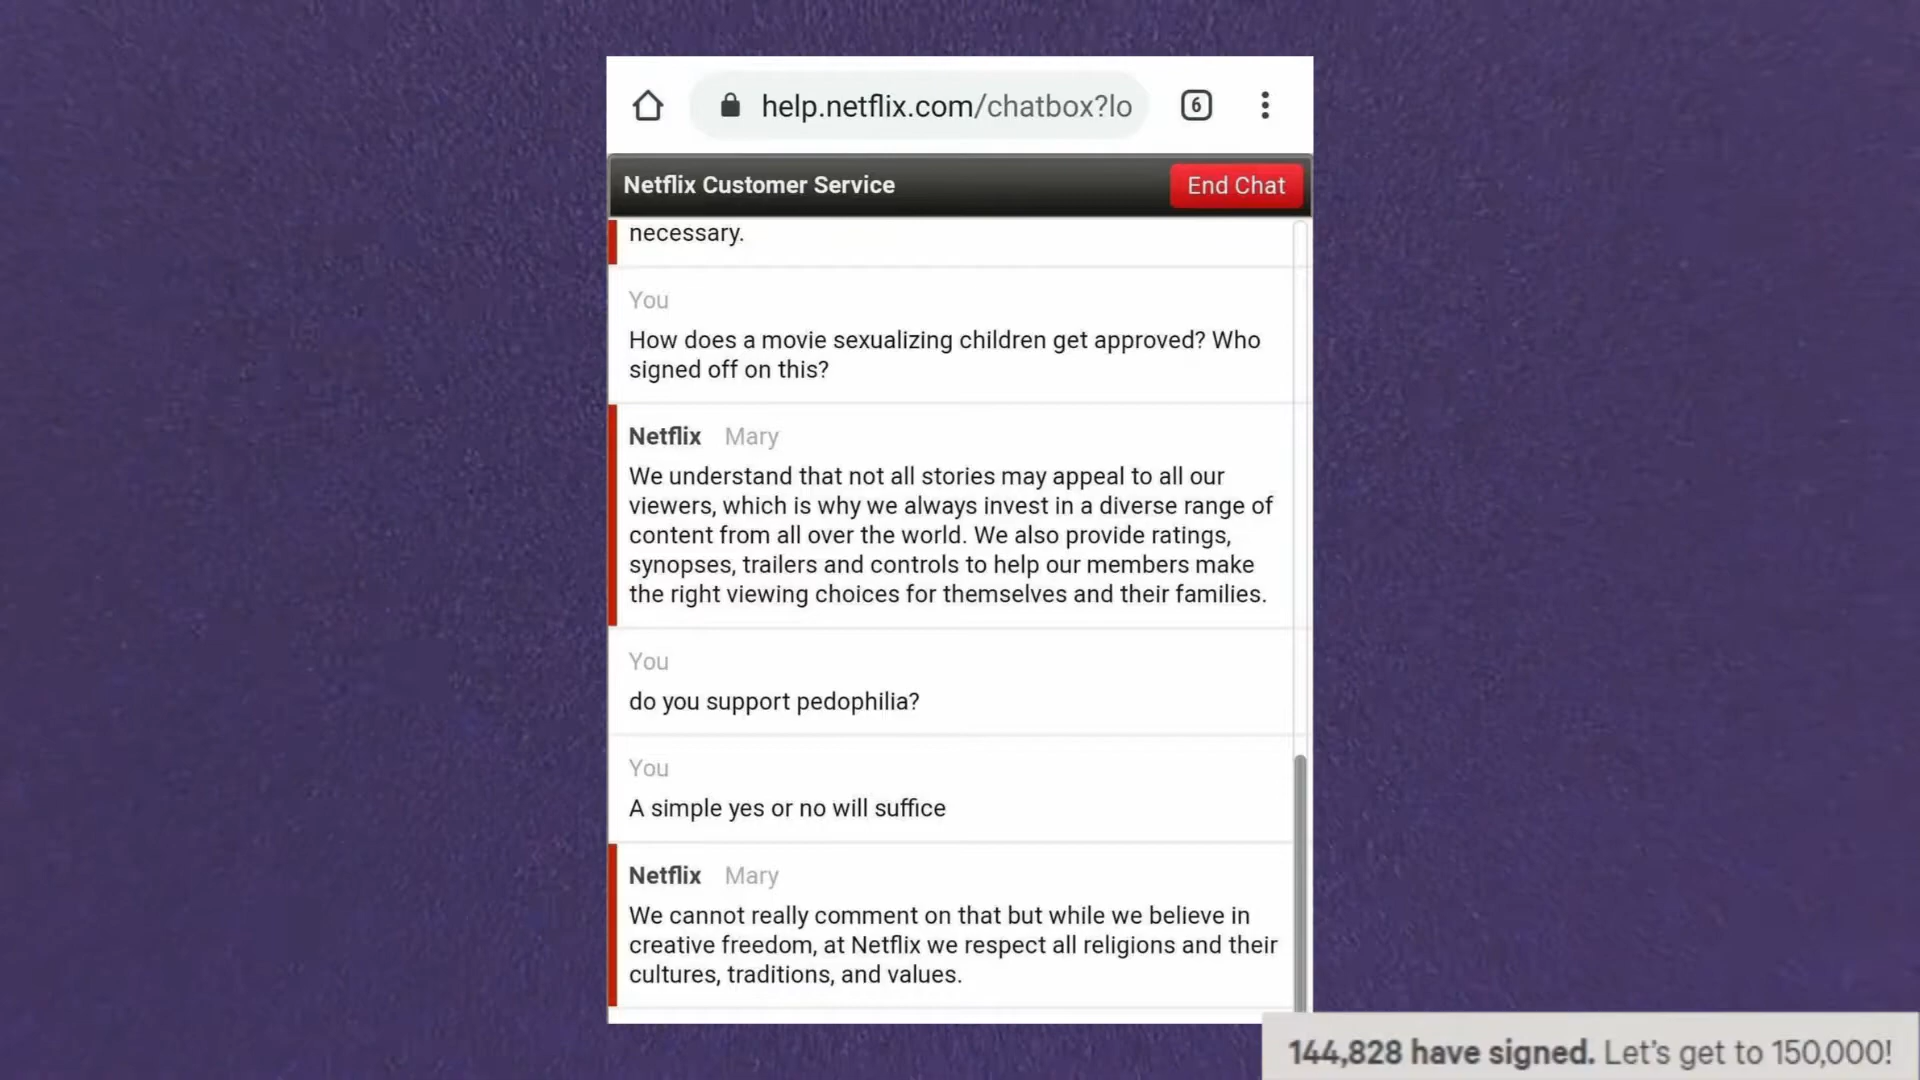 help.netflix.com/chatbox?lo
6
Netflix Customer Service
End Chat
necessary.
You
How does a movie sexualizing children get approved? Who
signed off on this?
Netflix Mary
We understand that not all stories may appeal to all our
viewers, which is why we always invest in a diverse range of
content from all over the world. We also provide ratings,
synopses, trailers and controls to help our members make
the right viewing choices for themselves and their families.
You
do you support pedophilia?
You
A simple yes or no will suffice
Netflix Mary
We cannot really comment on that but while we believe in
creative freedom, at Netflix we respect all religions and their
cultures, traditions, and values.
144,828 have signed. Let's get to 150,000!